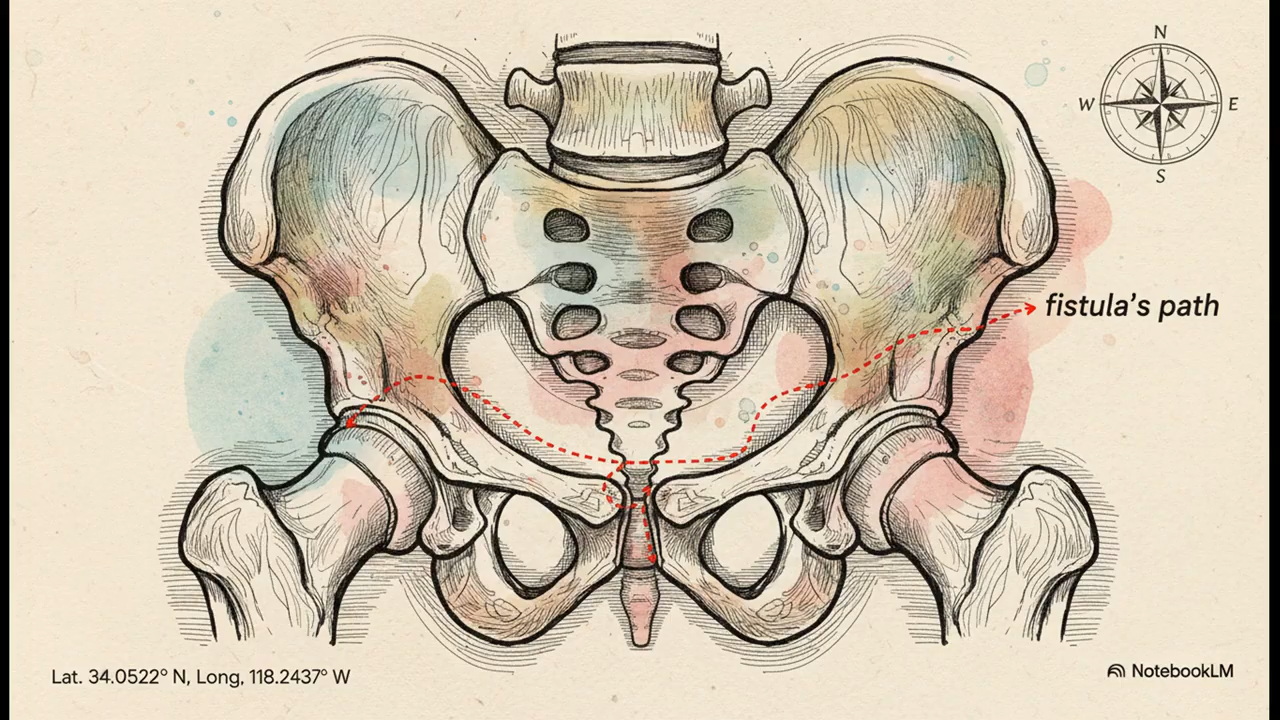 N
W E
S
fistula's path
Lat. 34.0522° N, Long, 118.2437° W
NotebookLM